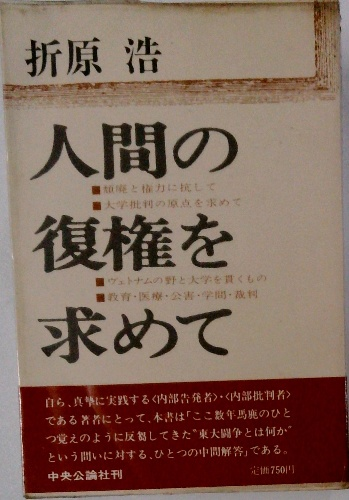 折原 浩
人間の
■頽廃と権力に抗して
■大学批判の原点を求めて
復権を
■ヴェトナムの野と大学を貫くもの
■教育・医療・公害・学問・裁判
求めて
自ら、真摯に実践する〈内部告発者〉・〈内部批判者〉
である著者にとって、本書は「ここ数年馬鹿のひと
つ覚えのように反芻してきた“東大闘争とは何か”
という問いに対する、ひとつの中間解答」である。
中央公論社刊
定価750円